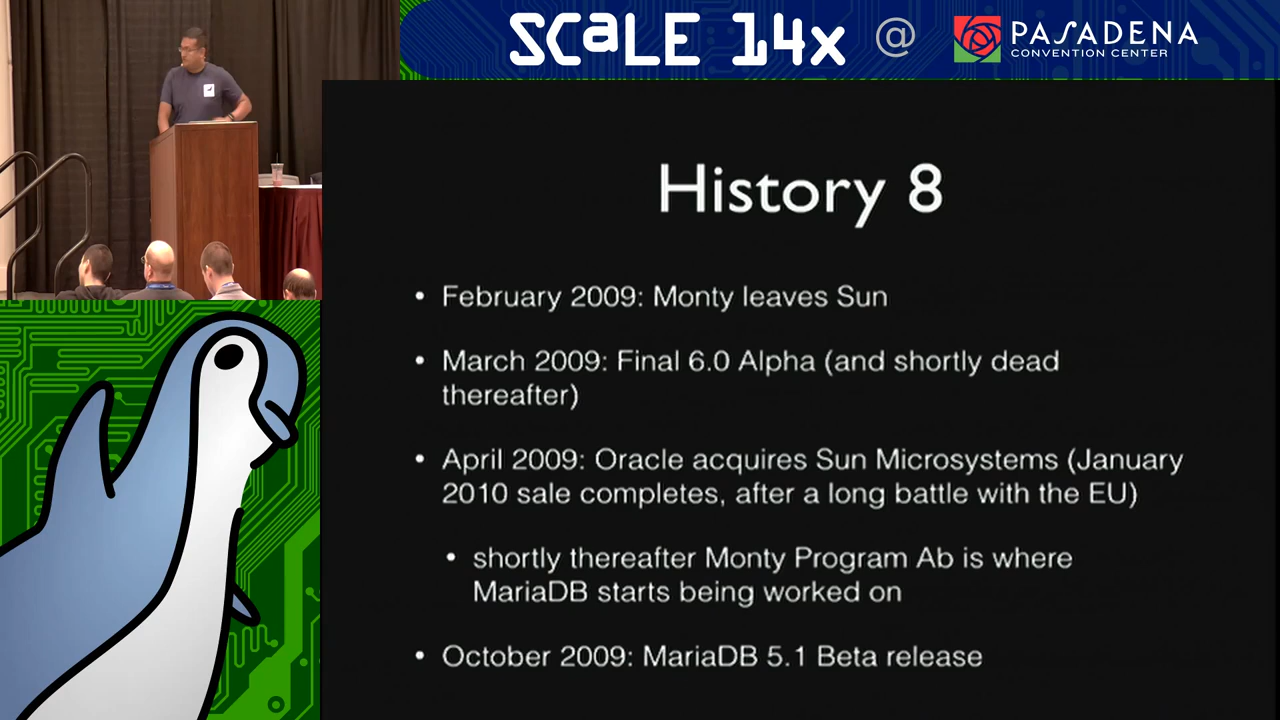 SCALE 14x @ PASADENA
CONVENTION CENTER
History 8
• February 2009: Monty leaves Sun
• March 2009: Final 6.0 Alpha (and shortly dead
thereafter)
• April 2009: Oracle acquires Sun Microsystems (January
2010 sale completes, after a long battle with the EU)
• shortly thereafter Monty Program Ab is where
MariaDB starts being worked on
• October 2009: MariaDB 5.1 Beta release